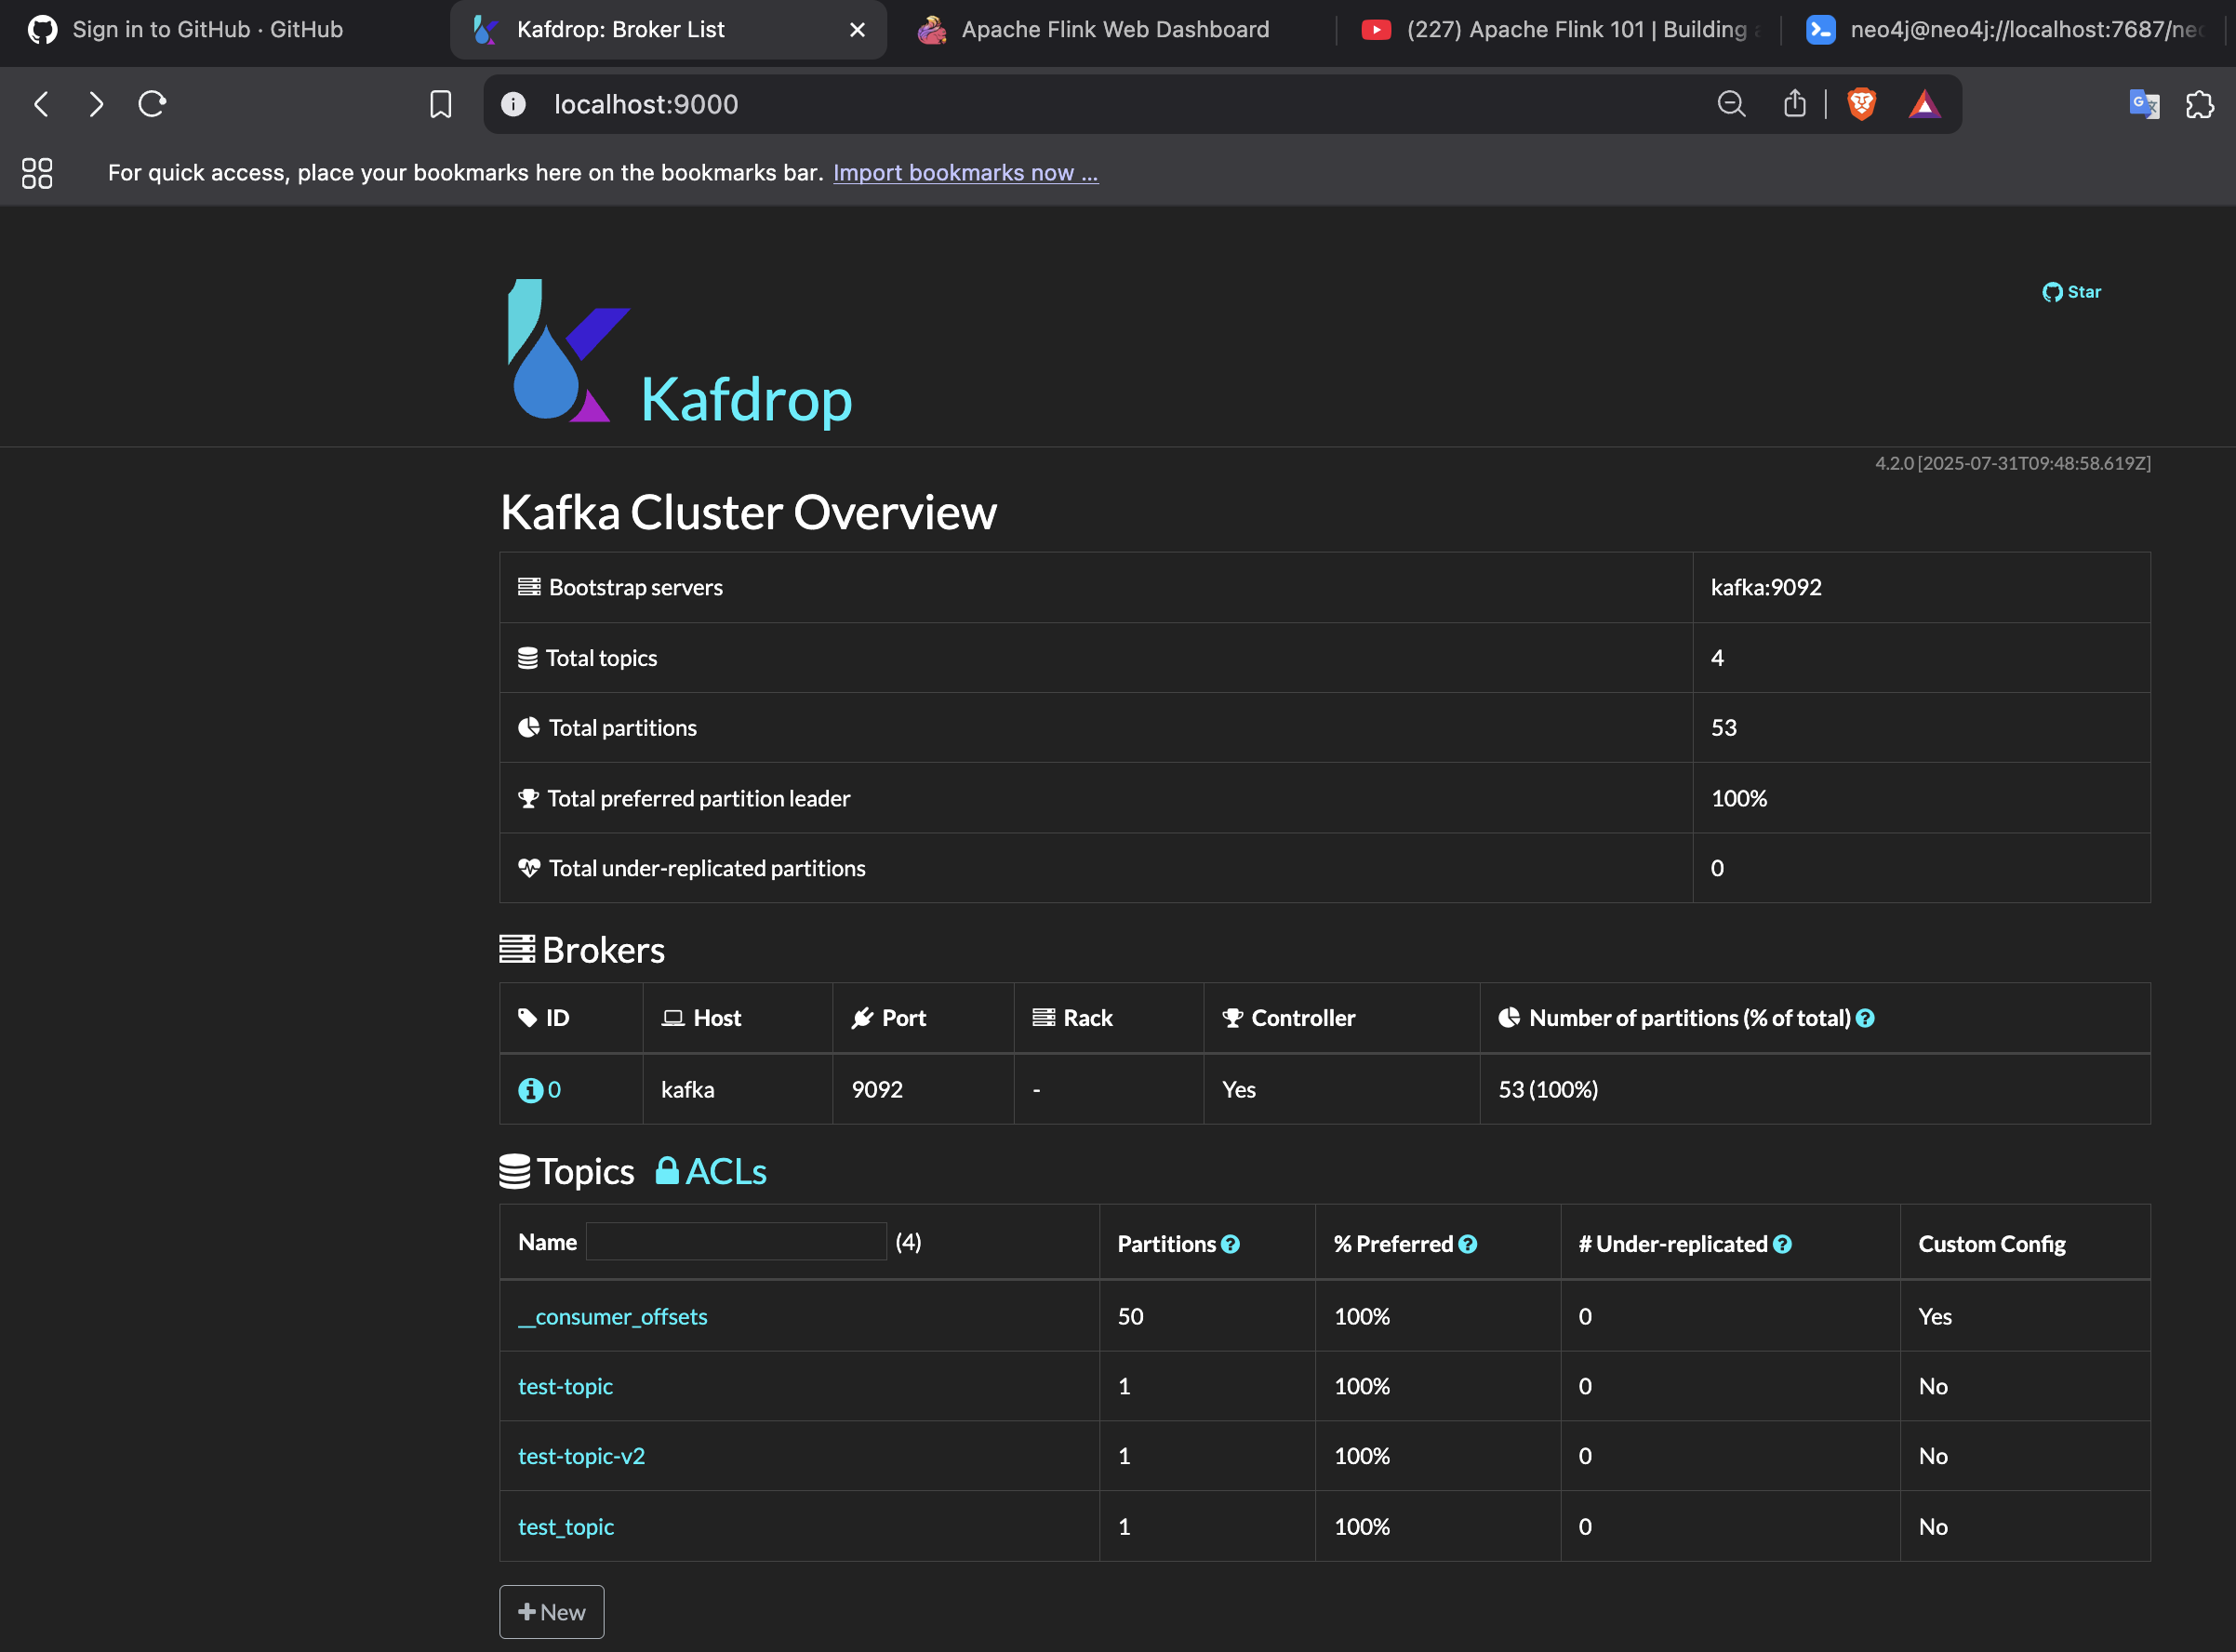 Sign in to GitHub · GitHub
Kafdrop: Broker List
Apache Flink Web Dashboard
(227) Apache Flink 101 | Building
neo4j@neo4j://localhost:7687/neo
localhost:9000
For quick access, place your bookmarks here on the bookmarks bar. Import bookmarks now ...
Kafdrop
Star
4.2.0 [2025-07-31T09:48:58.619Z]
Kafka Cluster Overview
Bootstrap servers kafka:9092
Total topics 4
Total partitions 53
Total preferred partition leader 100%
Total under-replicated partitions 0
Brokers
ID Host Port Rack Controller Number of partitions (% of total)
0 kafka 9092 - Yes 53 (100%)
Topics ACLs
Name (4) Partitions % Preferred # Under-replicated Custom Config
__consumer_offsets 50 100% 0 Yes
test-topic 1 100% 0 No
test-topic-v2 1 100% 0 No
test_topic 1 100% 0 No
New